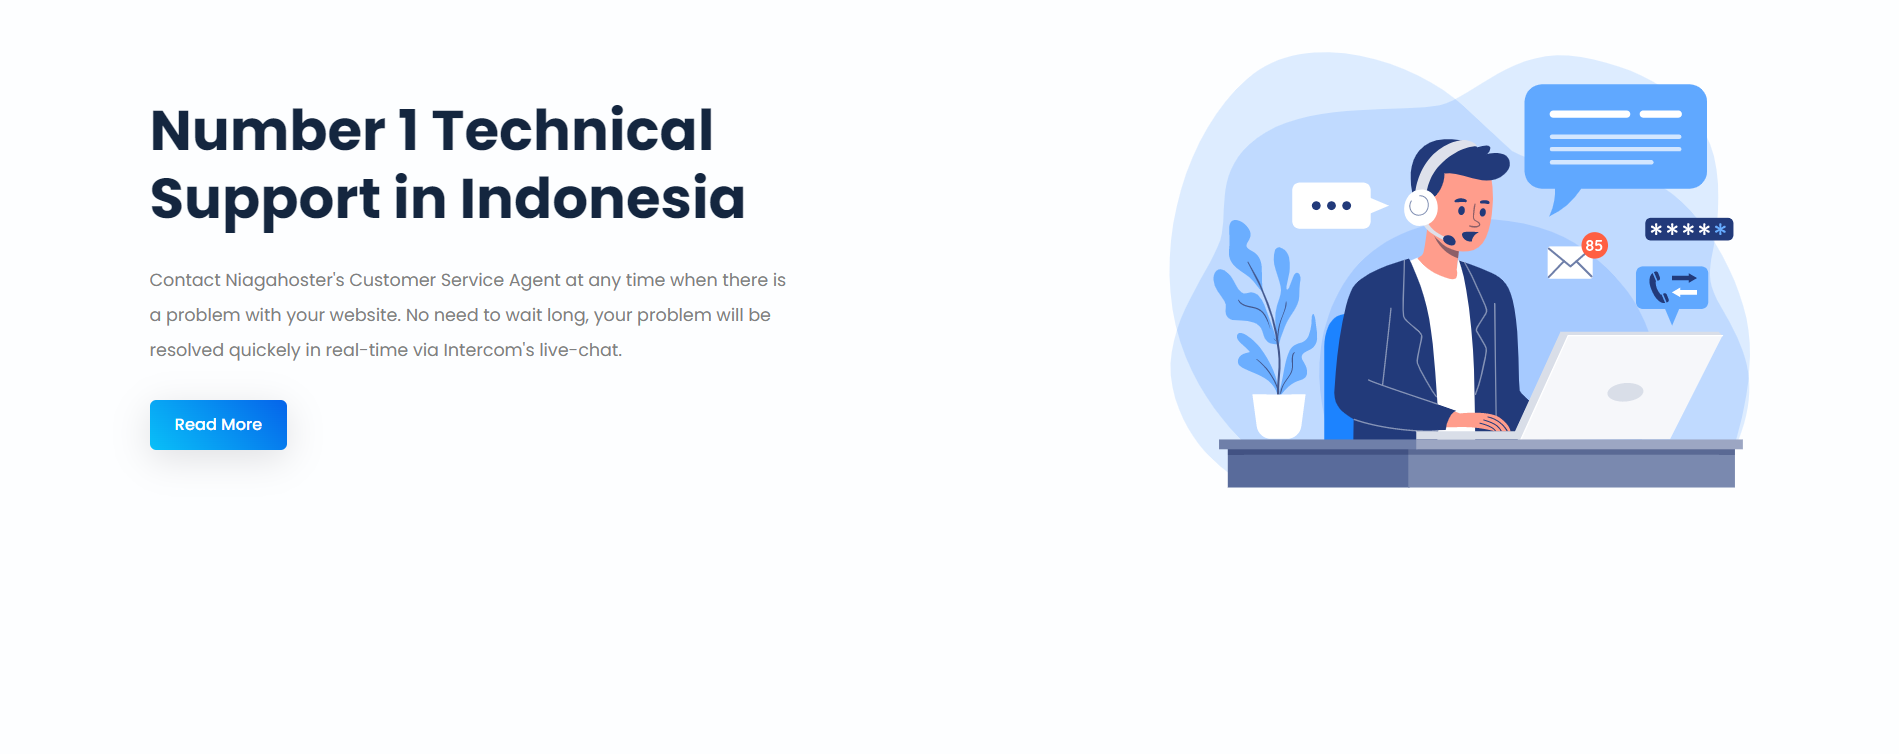 Number 1 Technical
Support in Indonesia
Contact Niagahoster's Customer Service Agent at any time when there is
a problem with your website. No need to wait long, your problem will be
resolved quickely in real-time via Intercom's live-chat.
Read More
85
*****